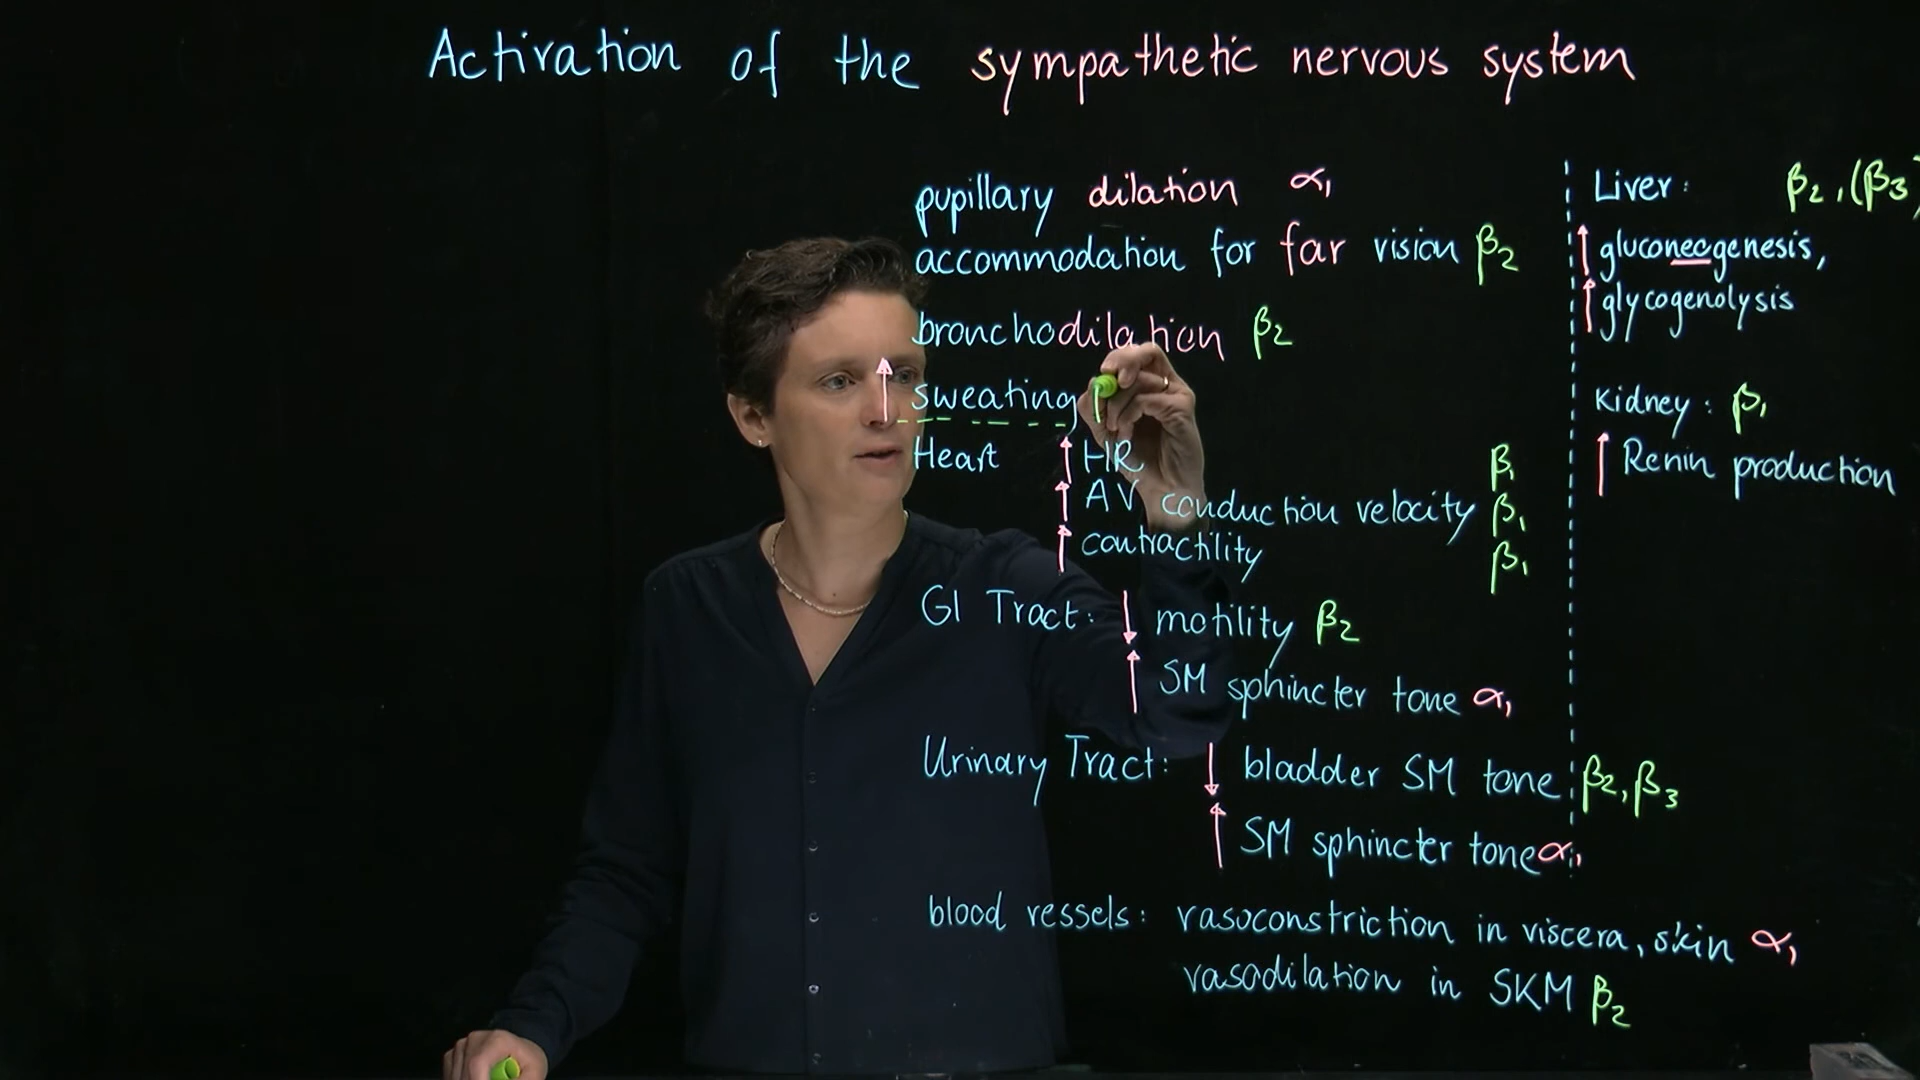 Activation of the sympathetic nervous system
pupillary dilation α1
accommodation for far vision β2
bronchodilation β2
↑ sweating
Heart ↑ HR β1
↑ AV conduction velocity β1
↑ contractility β1
GI Tract: ↓ motility β2
↑ SM sphincter tone α1
Urinary Tract: ↓ bladder SM tone β2, β3
↑ SM sphincter tone α1
blood vessels: vasoconstriction in viscera, skin α1
vasodilation in SKM β2
Liver: β2, (β3)
↑ gluconeogenesis,
↑ glycogenolysis
Kidney: β1
↑ Renin production